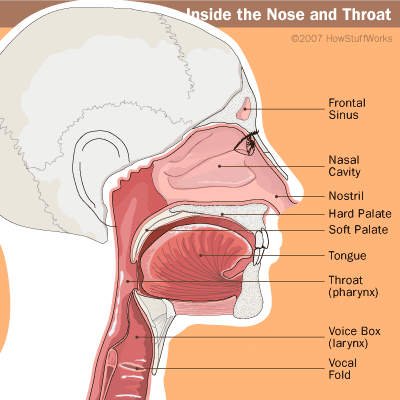 Inside the Nose and Throat
©2007 HowStuffWorks
Frontal
Sinus
Nasal
Cavity
Nostril
Hard Palate
Soft Palate
Tongue
Throat
(pharynx)
Voice Box
(larynx)
Vocal
Fold